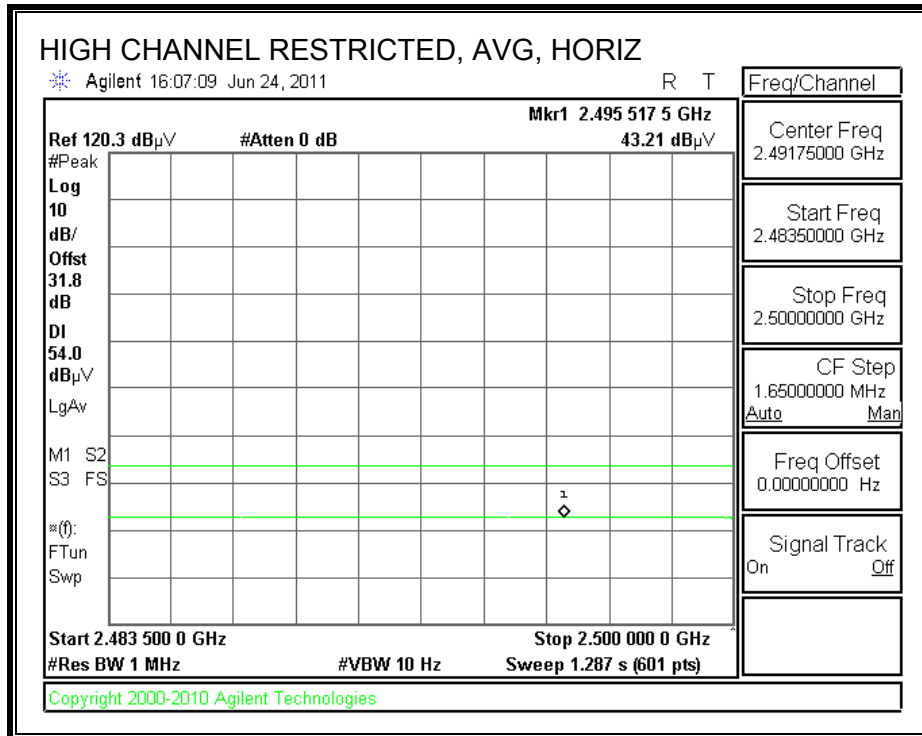 HIGH CHANNEL RESTRICTED, AVG, HORIZ
Agilent 16:07:09 Jun 24, 2011 R T
Mkr1 2.495 517 5 GHz
Ref 120.3 dBµV #Atten 0 dB 43.21 dBµV
#Peak
Log
10
dB/
Offst
31.8
dB
DI
54.0
dBµV
LgAv
M1 S2
S3 FS
1
¤(f):
FTun
Swp
Start 2.483 500 0 GHz Stop 2.500 000 0 GHz
#Res BW 1 MHz #VBW 10 Hz Sweep 1.287 s (601 pts)
Copyright 2000-2010 Agilent Technologies
Freq/Channel
Center Freq
2.49175000 GHz
Start Freq
2.48350000 GHz
Stop Freq
2.50000000 GHz
CF Step
1.65000000 MHz
Auto Man
Freq Offset
0.00000000 Hz
Signal Track
On Off